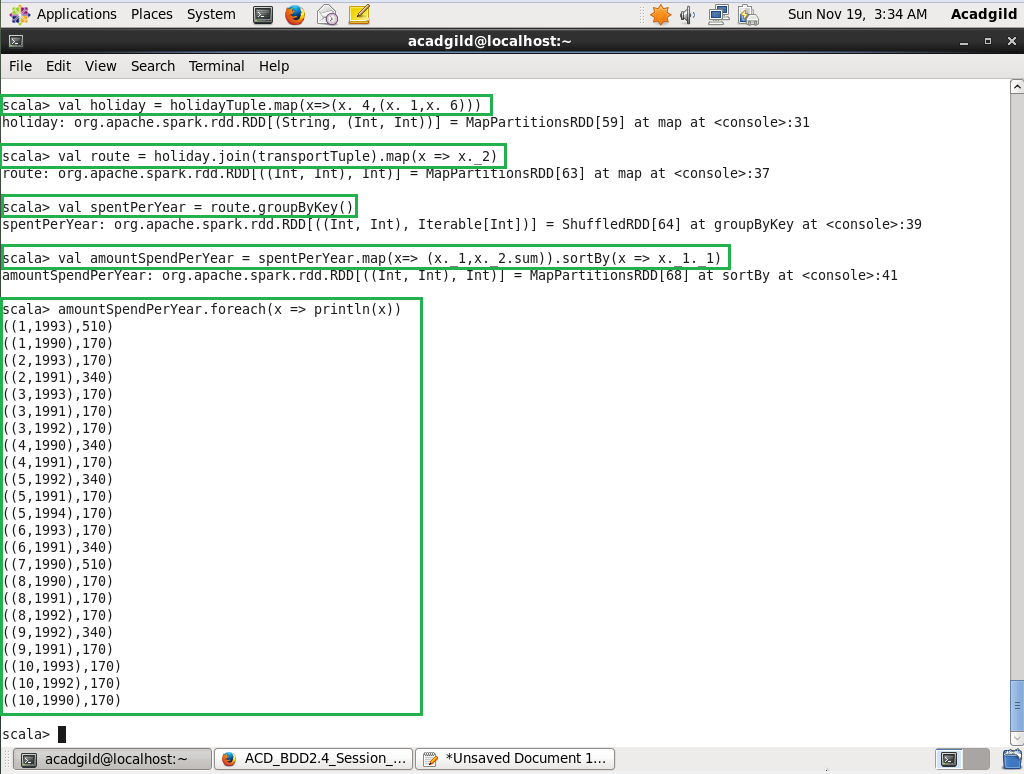 Applications Places System Sun Nov 19, 3:34 AM Acadgild
acadgild@localhost:~
File Edit View Search Terminal Help
scala> val holiday = holidayTuple.map(x=>(x._4,(x._1,x._6)))
holiday: org.apache.spark.rdd.RDD[(String, (Int, Int))] = MapPartitionsRDD[59] at map at <console>:31
scala> val route = holiday.join(transportTuple).map(x => x._2)
route: org.apache.spark.rdd.RDD[((Int, Int), Int)] = MapPartitionsRDD[63] at map at <console>:37
scala> val spentPerYear = route.groupByKey()
spentPerYear: org.apache.spark.rdd.RDD[((Int, Int), Iterable[Int])] = ShuffledRDD[64] at groupByKey at <console>:39
scala> val amountSpendPerYear = spentPerYear.map(x=> (x._1,x._2.sum)).sortBy(x => x._1._1)
amountSpendPerYear: org.apache.spark.rdd.RDD[((Int, Int), Int)] = MapPartitionsRDD[68] at sortBy at <console>:41
scala> amountSpendPerYear.foreach(x => println(x))
((1,1993),510)
((1,1990),170)
((2,1993),170)
((2,1991),340)
((3,1993),170)
((3,1991),170)
((3,1992),170)
((4,1990),340)
((4,1991),170)
((5,1992),340)
((5,1991),170)
((5,1994),170)
((6,1993),170)
((6,1991),340)
((7,1990),510)
((8,1990),170)
((8,1991),170)
((8,1992),170)
((9,1992),340)
((9,1991),170)
((10,1993),170)
((10,1992),170)
((10,1990),170)
scala>
acadgild@localhost:~ ACD_BDD2.4_Session_... *Unsaved Document 1...